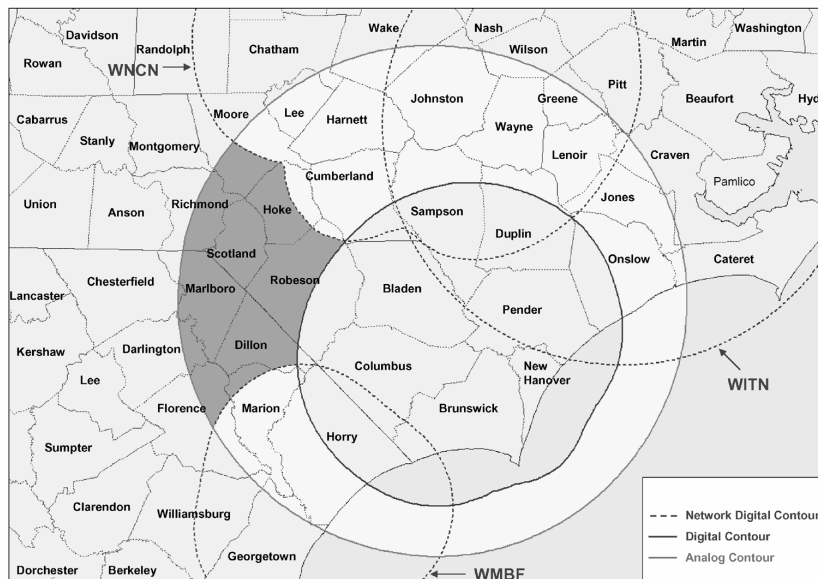 Davidson
Randolph
Chatham
Wake
Nash
Wilson
Martin
Washington
Rowan
WNCN
Johnston
Greene
Pitt
Beaufort
Hyd
Cabarrus
Stanly
Montgomery
Moore
Lee
Harnett
Wayne
Lenoir
Craven
Pamlico
Cumberland
Jones
Union
Anson
Richmond
Hoke
Sampson
Duplin
Scotland
Onslow
Cateret
Chesterfield
Marlboro
Robeson
Bladen
Lancaster
Pender
Kershaw
Darlington
Dillon
Columbus
New
Hanover
WITN
Lee
Florence
Marion
Brunswick
Horry
Sumpter
Clarendon
Williamsburg
Georgetown
Dorchester
Berkeley
WMBF
Network Digital Contour
Digital Contour
Analog Contour